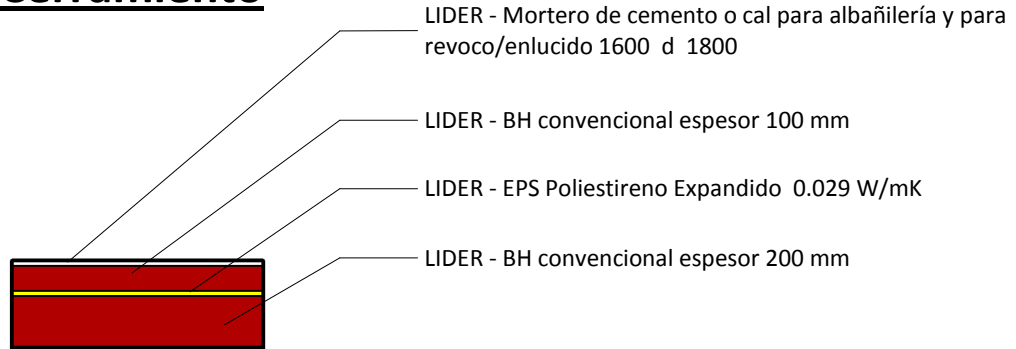 LIDER - Mortero de cemento o cal para albañilería y para
revoco/enlucido 1600 d 1800
LIDER - BH convencional espesor 100 mm
LIDER - EPS Poliestireno Expandido 0.029 W/mK
LIDER - BH convencional espesor 200 mm